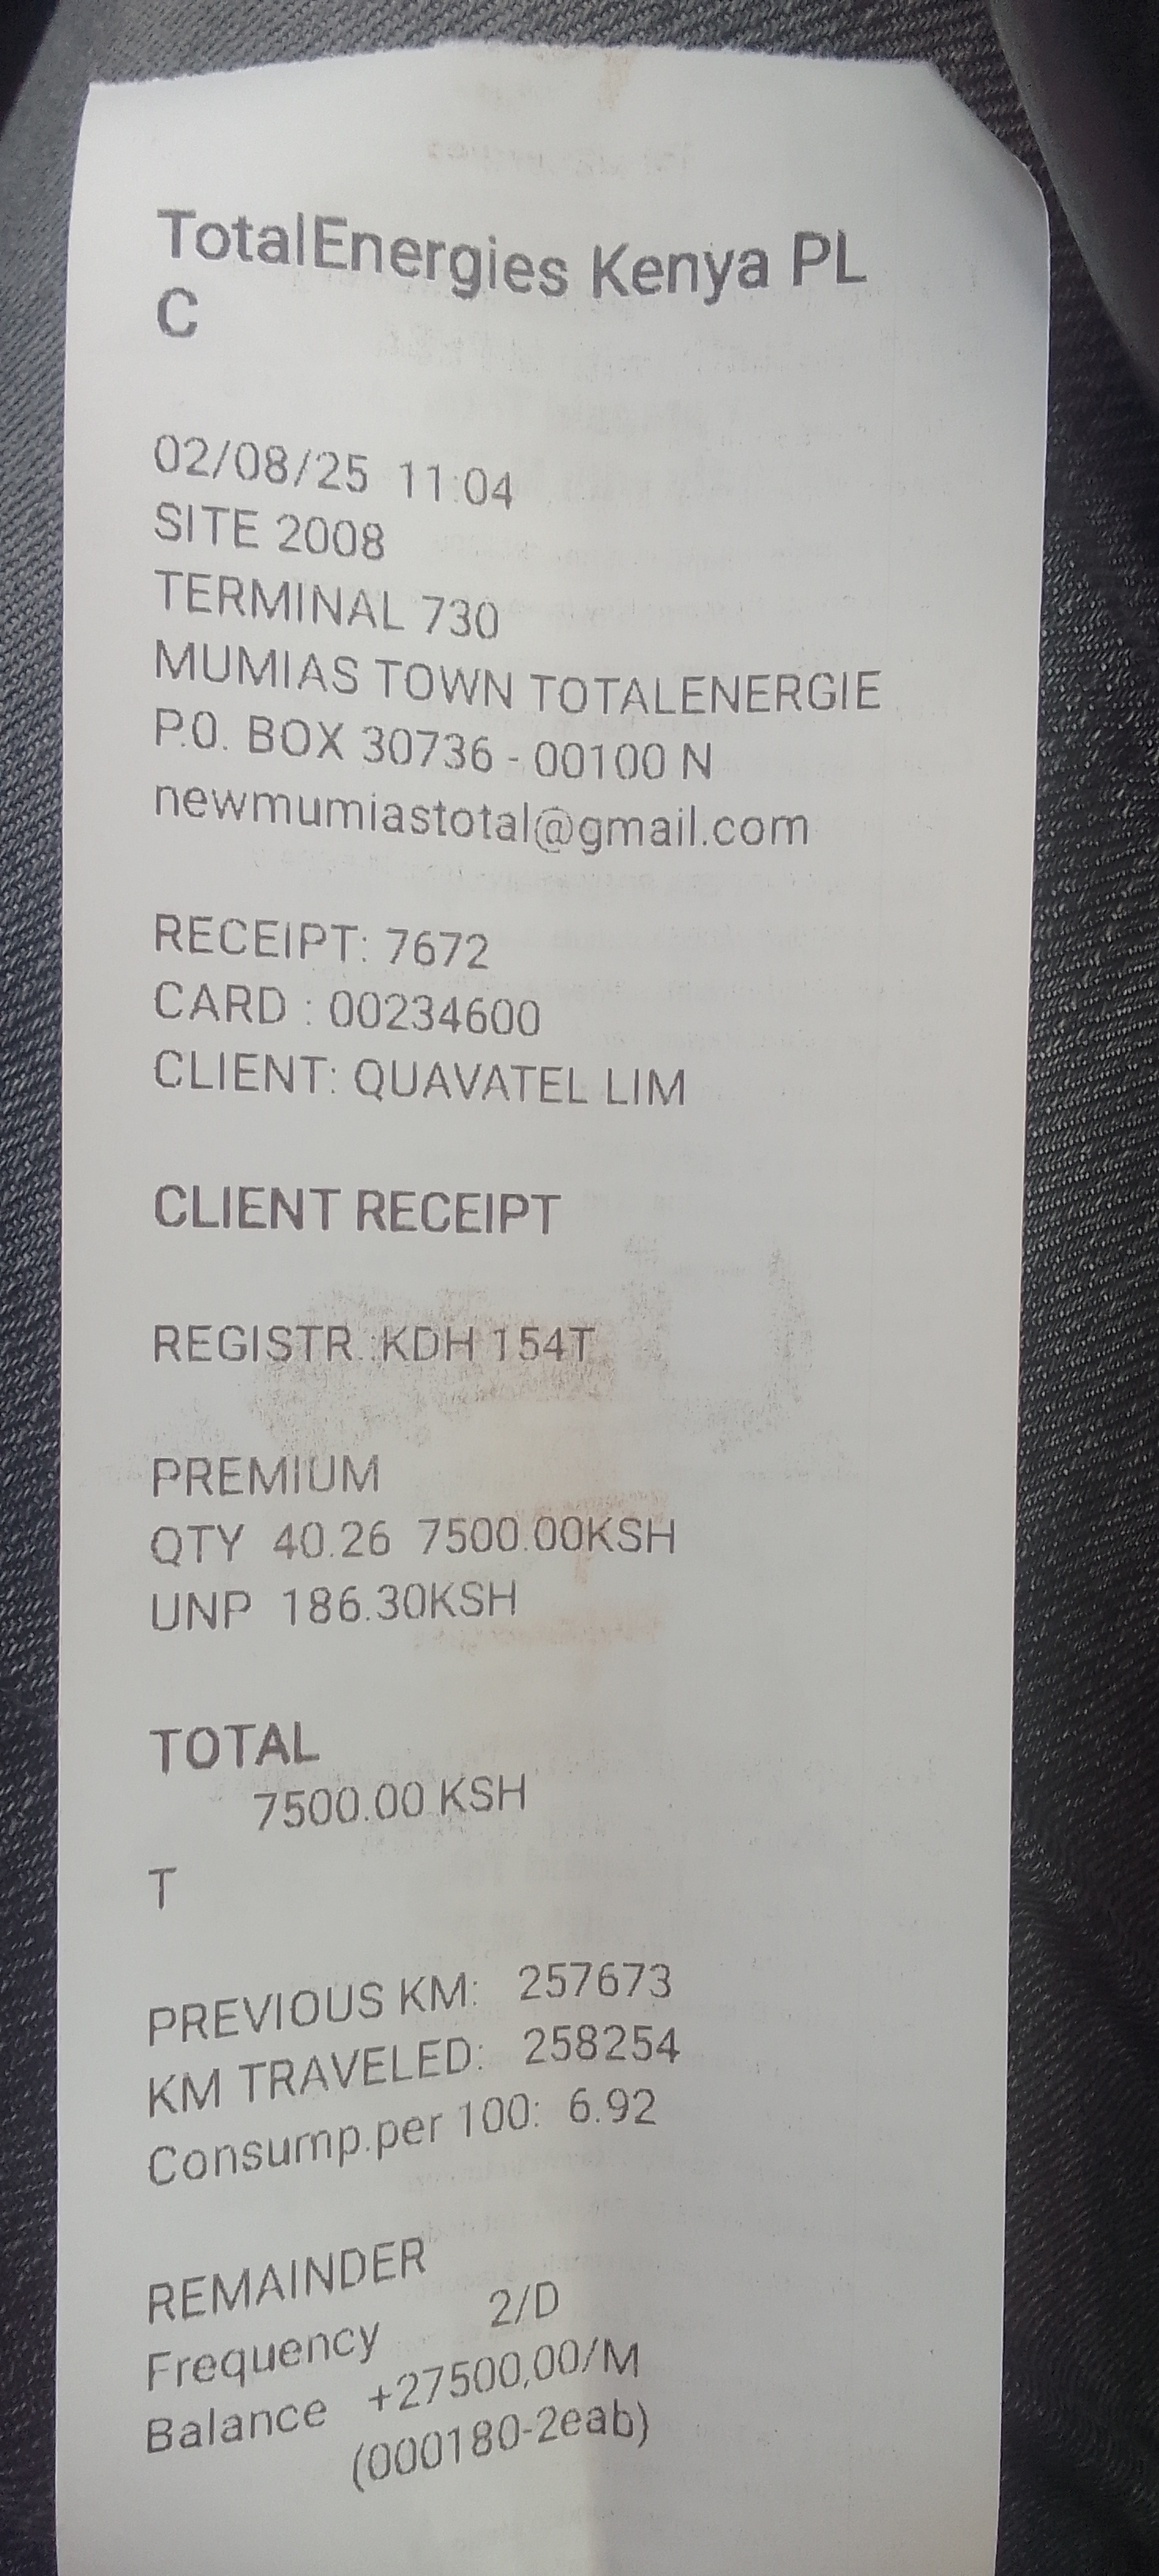 TotalEnergies Kenya PL
C
02/08/25 11:04
SITE 2008
TERMINAL 730
MUMIAS TOWN TOTALENERGIE
P.O. BOX 30736 - 00100 N
newmumiastotal@gmail.com
RECEIPT: 7672
CARD : 00234600
CLIENT: QUAVATEL LIM
CLIENT RECEIPT
REGISTR.:KDH 154T
PREMIUM
QTY 40.26 7500.00KSH
UNP 186.30KSH
TOTAL
7500.00 KSH
T
PREVIOUS KM: 257673
KM TRAVELED: 258254
Consump.per 100: 6.92
REMAINDER
Frequency 2/D
Balance +27500,00/M
(000180-2eab)